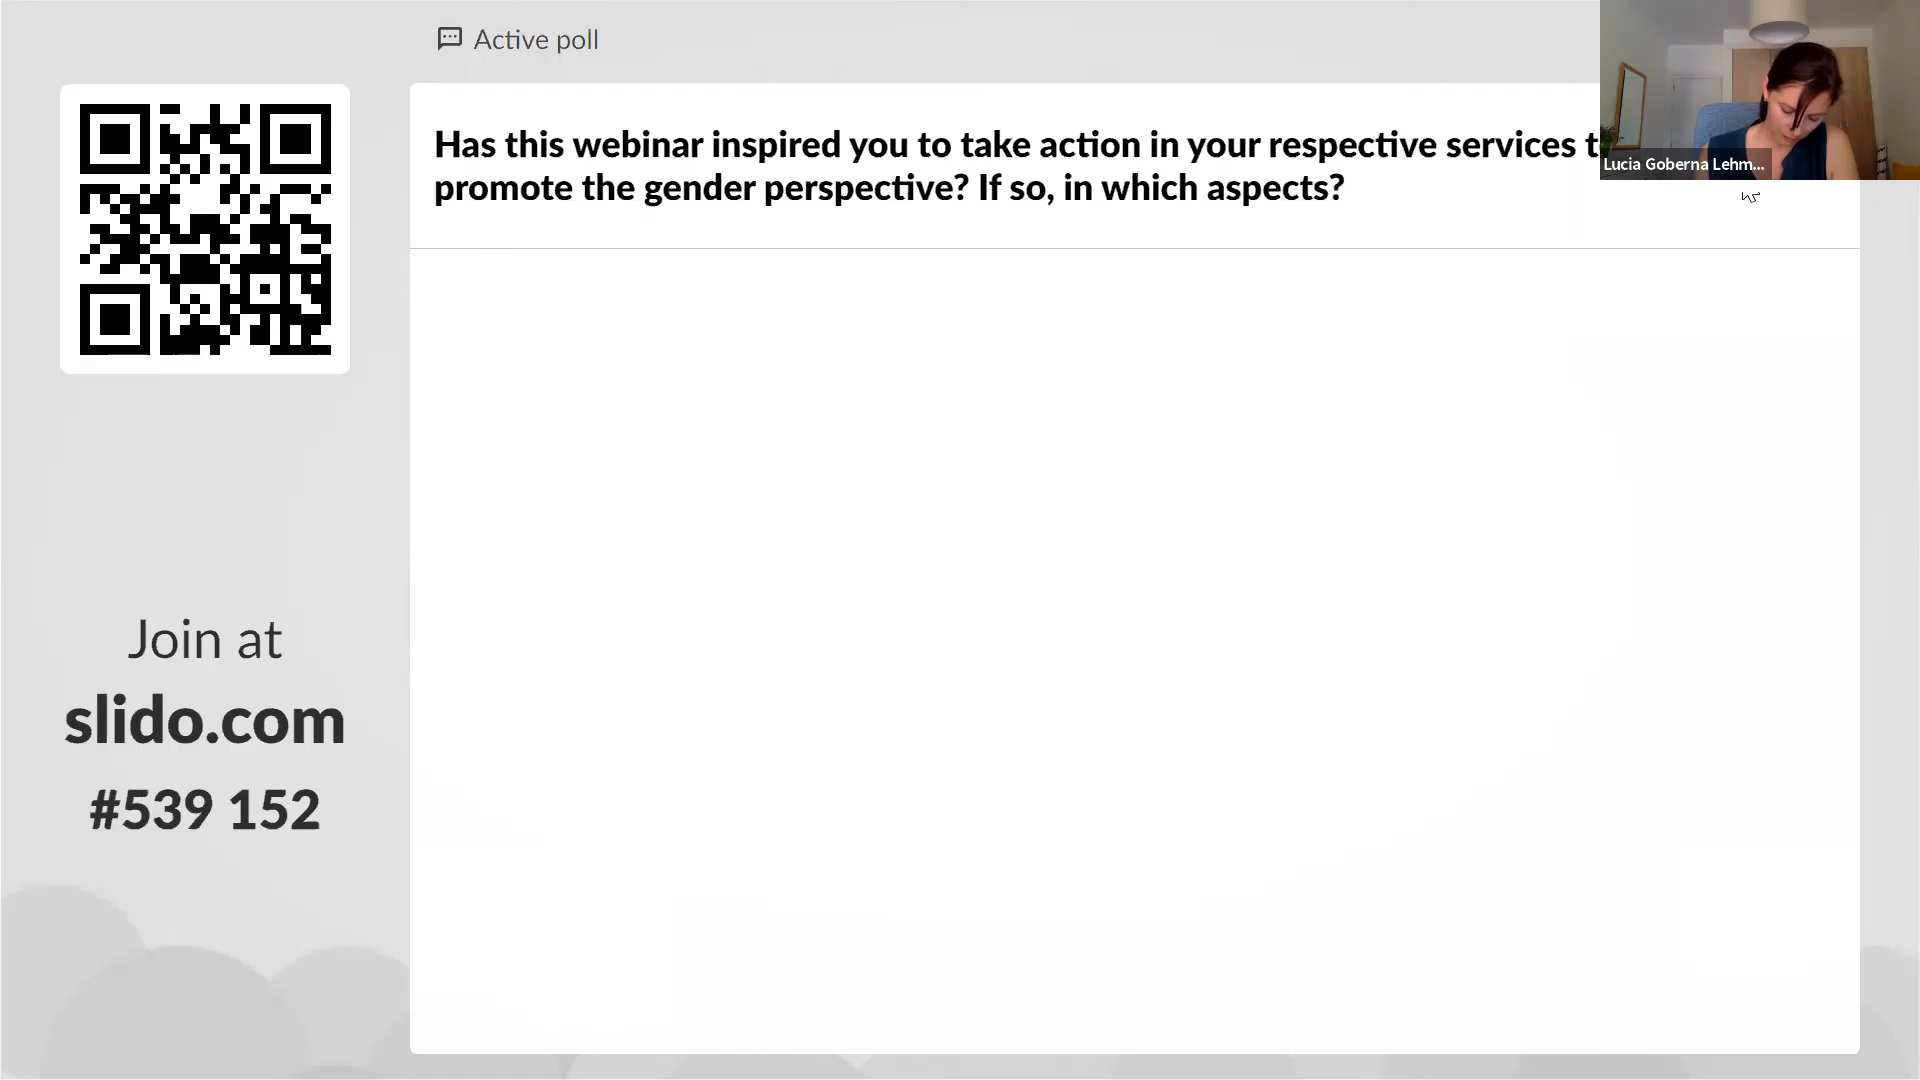 Active poll
Has this webinar inspired you to take action in your respective services
promote the gender perspective? If so, in which aspects?
Lucia Goberna Lehm...
Join at
slido.com
#539 152